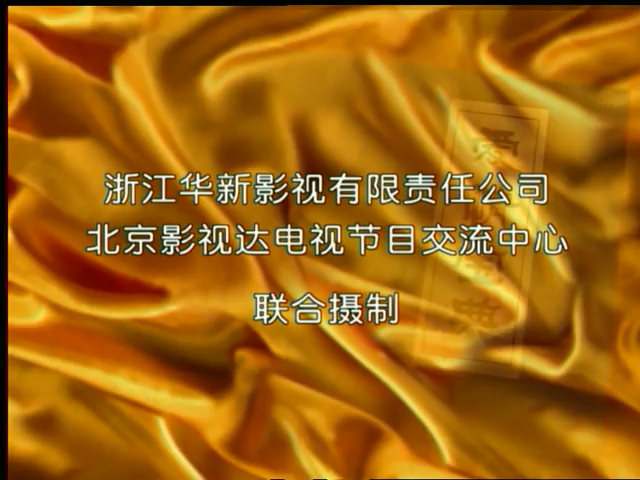 浙江华新影视有限责任公司
北京影视达电视节目交流中心
联合摄制